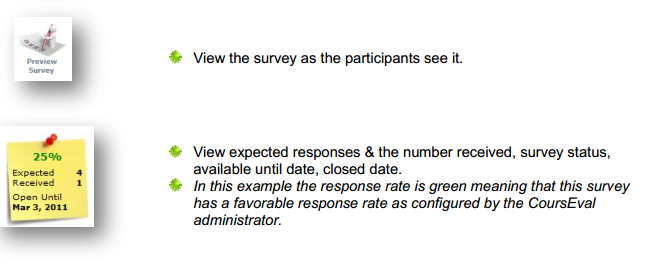 Preview
Survey
View the survey as the participants see it.
25%
Expected 4
Received 1
Open Until
Mar 3, 2011
View expected responses & the number received, survey status,
available until date, closed date.
In this example the response rate is green meaning that this survey
has a favorable response rate as configured by the CoursEval
administrator.